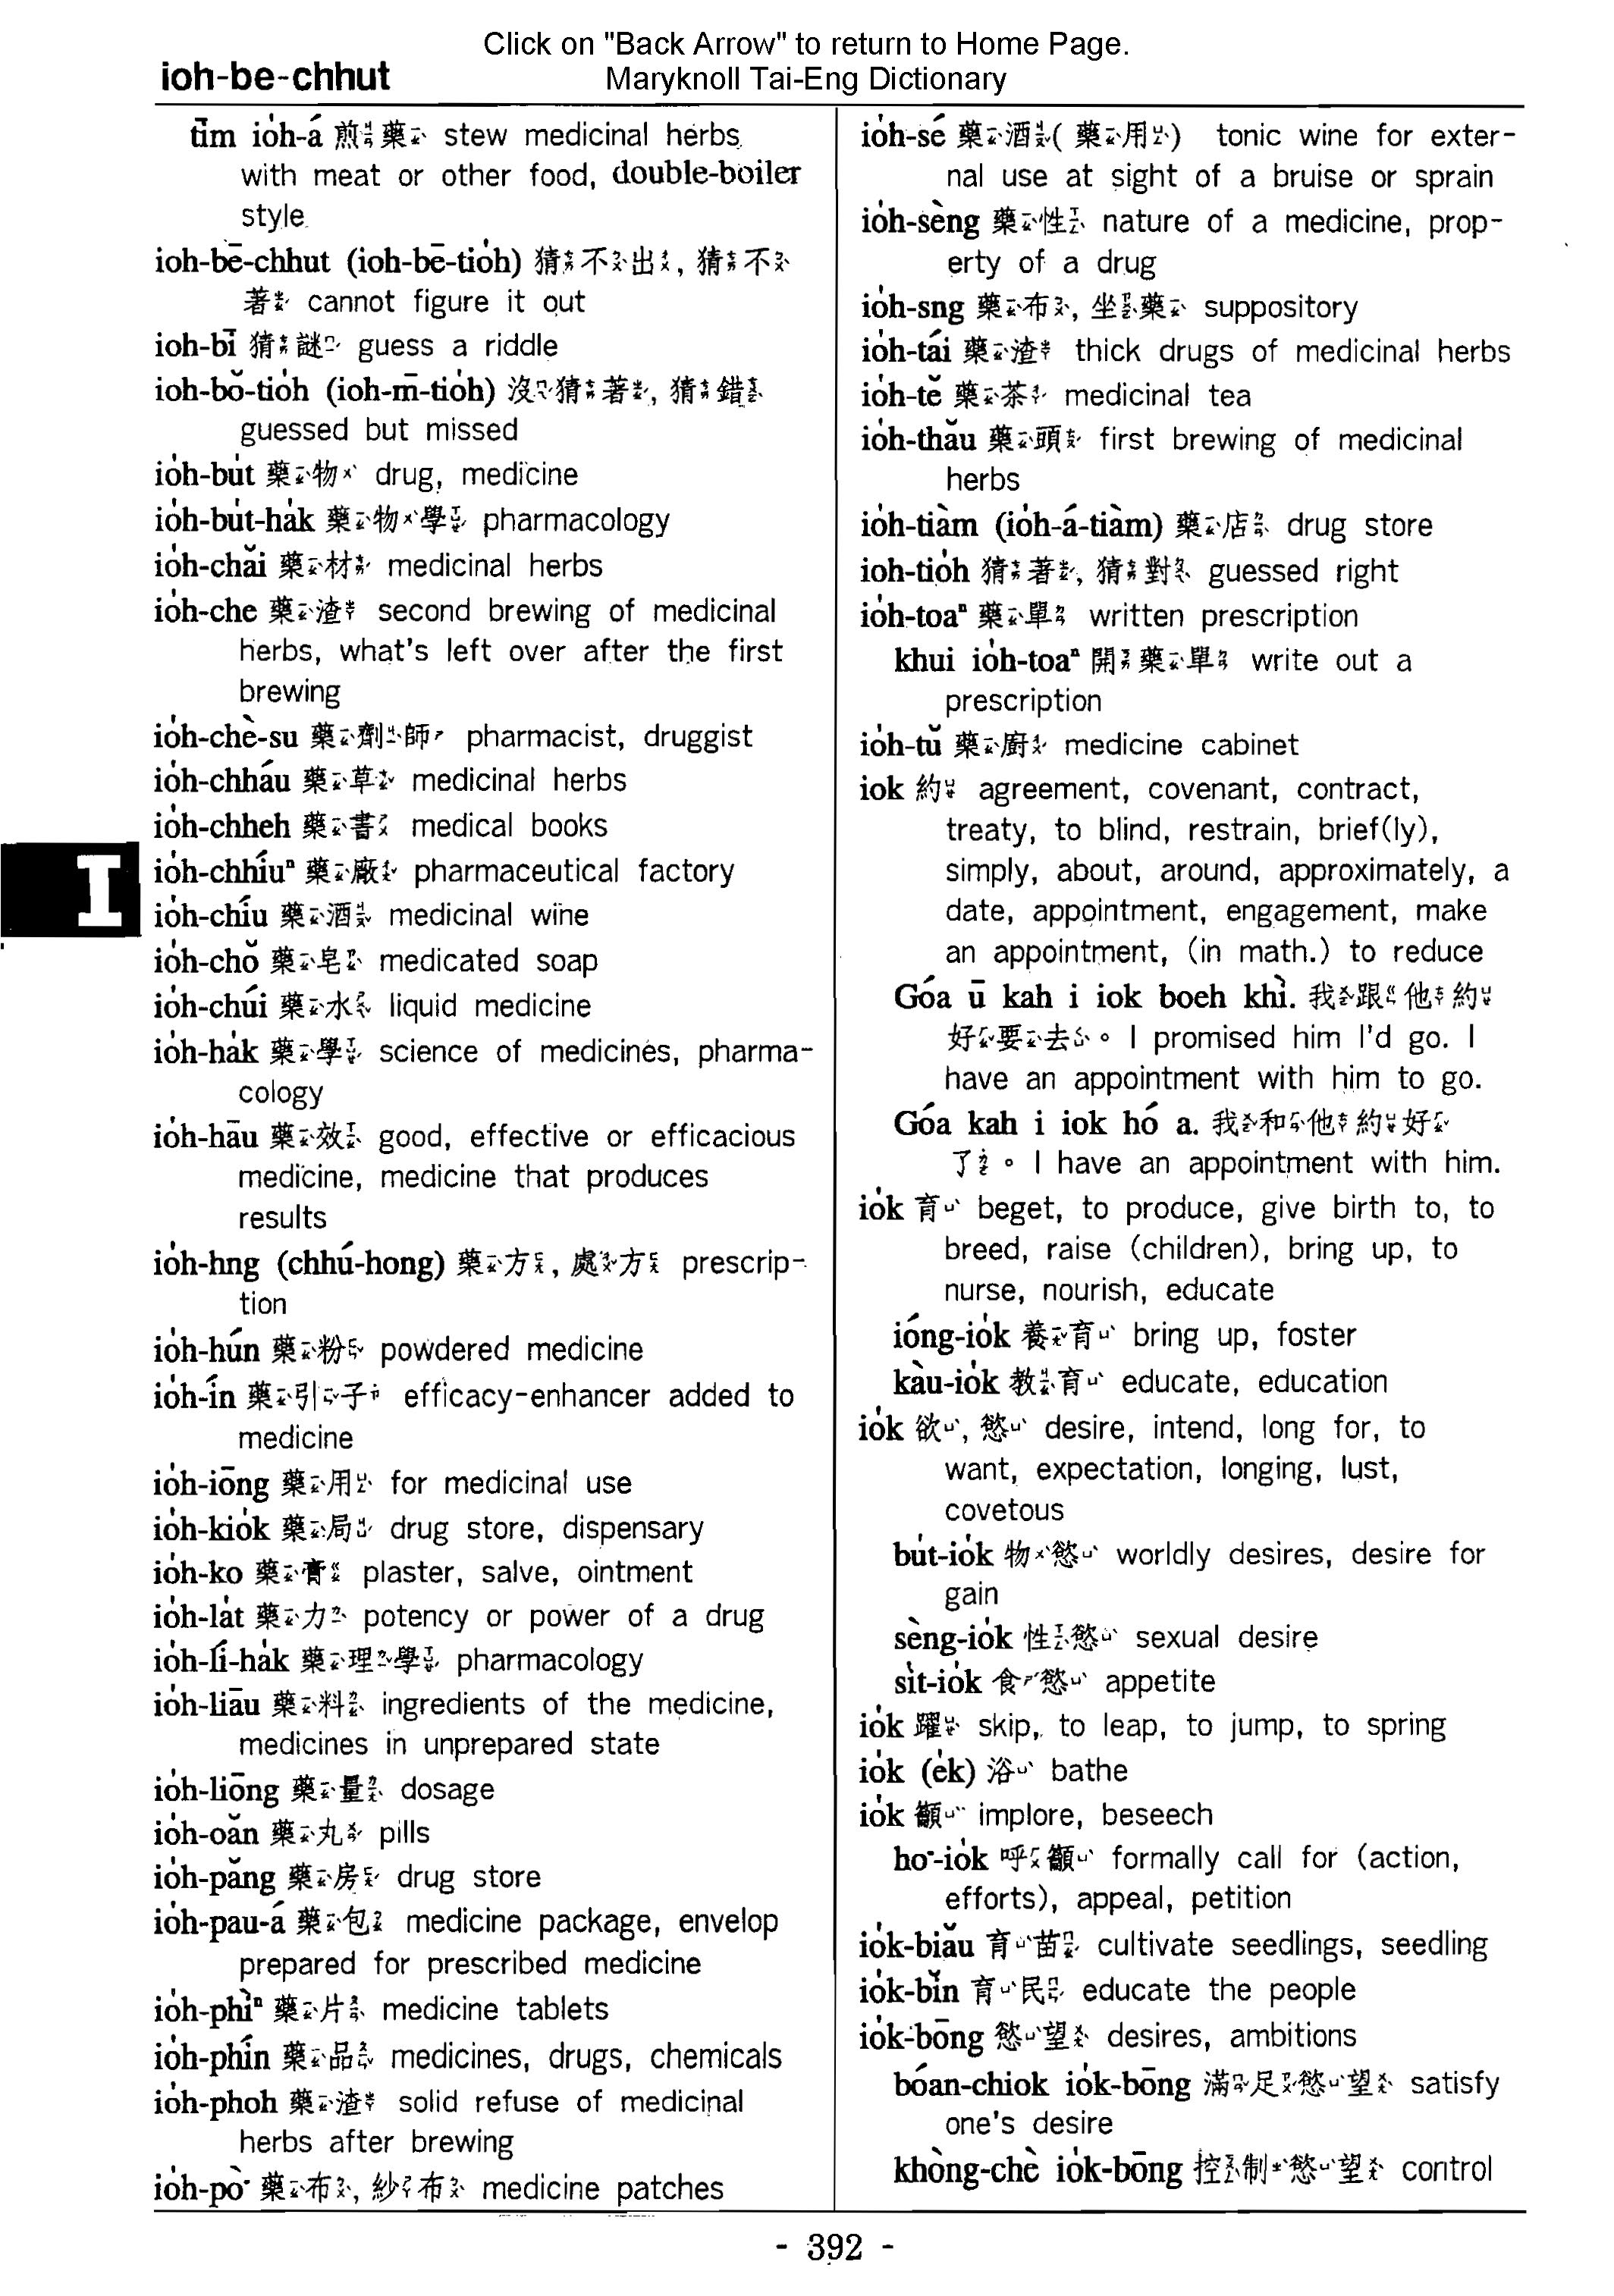 Click on "Back Arrow" to return to Home Page.
ioh-be-chhut
Maryknoll Tai-Eng Dictionary
tīm io̍h-á 煎藥 stew medicinal herbs
with meat or other food, double-boiler
style
ioh-bē-chhut (ioh-bē-tio̍h) 猜不出, 猜不
著 cannot figure it out
ioh-bī 猜謎 guess a riddle
ioh-bŏ-tio̍h (ioh-m̄-tio̍h) 沒猜著, 猜錯
guessed but missed
io̍h-bu̍t 藥物 drug, medicine
io̍h-bu̍t-ha̍k 藥物學 pharmacology
io̍h-chăi 藥材 medicinal herbs
io̍h-che 藥渣 second brewing of medicinal
herbs, what's left over after the first
brewing
io̍h-chè-su 藥劑師 pharmacist, druggist
io̍h-chháu 藥草 medicinal herbs
io̍h-chheh 藥書 medical books
io̍h-chhíuⁿ 藥廠 pharmaceutical factory
I
io̍h-chíu 藥酒 medicinal wine
io̍h-chŏ 藥皂 medicated soap
io̍h-chúi 藥水 liquid medicine
io̍h-ha̍k 藥學 science of medicines, pharma-
cology
io̍h-hāu 藥效 good, effective or efficacious
medicine, medicine that produces
results
io̍h-hng (chhú-hong) 藥方, 處方 prescrip-
tion
io̍h-hún 藥粉 powdered medicine
io̍h-ín 藥引子 efficacy-enhancer added to
medicine
io̍h-iōng 藥用 for medicinal use
io̍h-kio̍k 藥局 drug store, dispensary
io̍h-ko 藥膏 plaster, salve, ointment
io̍h-la̍t 藥力 potency or power of a drug
io̍h-lí-ha̍k 藥理學 pharmacology
io̍h-liāu 藥料 ingredients of the medicine,
medicines in unprepared state
io̍h-liōng 藥量 dosage
io̍h-oăn 藥丸 pills
io̍h-păng 藥房 drug store
io̍h-pau-á 藥包 medicine package, envelop
prepared for prescribed medicine
io̍h-phìⁿ 藥片 medicine tablets
io̍h-phín 藥品 medicines, drugs, chemicals
io̍h-phoh 藥渣 solid refuse of medicinal
herbs after brewing
io̍h-pò͘ 藥布, 紗布 medicine patches
io̍h-sé 藥酒( 藥用) tonic wine for exter-
nal use at sight of a bruise or sprain
io̍h-sèng 藥性 nature of a medicine, prop-
erty of a drug
io̍h-sng 藥布, 坐藥 suppository
io̍h-tái 藥渣 thick drugs of medicinal herbs
io̍h-tĕ 藥茶 medicinal tea
io̍h-thău 藥頭 first brewing of medicinal
herbs
io̍h-tiàm (io̍h-á-tiàm) 藥店 drug store
ioh-tio̍h 猜著, 猜對 guessed right
io̍h-toaⁿ 藥單 written prescription
khui io̍h-toaⁿ 開藥單 write out a
prescription
io̍h-tŭ 藥廚 medicine cabinet
iok 約 agreement, covenant, contract,
treaty, to blind, restrain, brief(ly),
simply, about, around, approximately, a
date, appointment, engagement, make
an appointment, (in math.) to reduce
Góa ū kah i iok boeh khì. 我跟他約
好要去。I promised him I'd go. I
have an appointment with him to go.
Góa kah i iok hó a. 我和他約好
了。I have an appointment with him.
io̍k 育 beget, to produce, give birth to, to
breed, raise (children), bring up, to
nurse, nourish, educate
ióng-io̍k 養育 bring up, foster
kàu-io̍k 教育 educate, education
io̍k 欲, 慾 desire, intend, long for, to
want, expectation, longing, lust,
covetous
bu̍t-io̍k 物慾 worldly desires, desire for
gain
sèng-io̍k 性慾 sexual desire
si̍t-io̍k 食慾 appetite
io̍k 躍 skip, to leap, to jump, to spring
io̍k (e̍k) 浴 bathe
io̍k 籲 implore, beseech
ho͘-io̍k 呼籲 formally call for (action,
efforts), appeal, petition
io̍k-biău 育苗 cultivate seedlings, seedling
io̍k-bĭn 育民 educate the people
io̍k-bōng 慾望 desires, ambitions
bóan-chiok io̍k-bōng 滿足慾望 satisfy
one's desire
khòng-chè io̍k-bōng 控制慾望 control
- 392 -